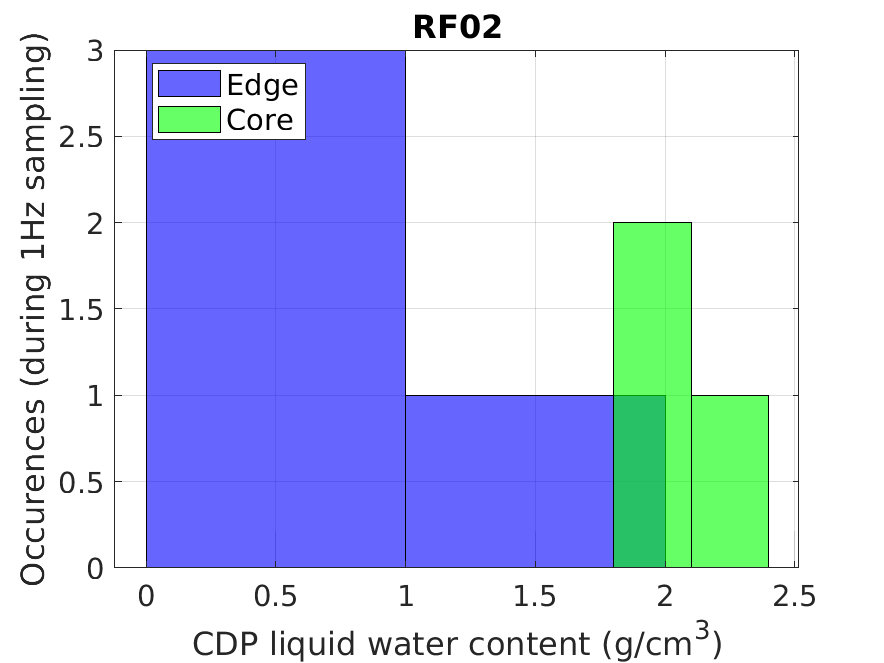 RF02
Occurences (during 1Hz sampling)
3
2.5
2
1.5
1
0.5
0
Edge
Core
0 0.5 1 1.5 2 2.5
CDP liquid water content (g/cm³)